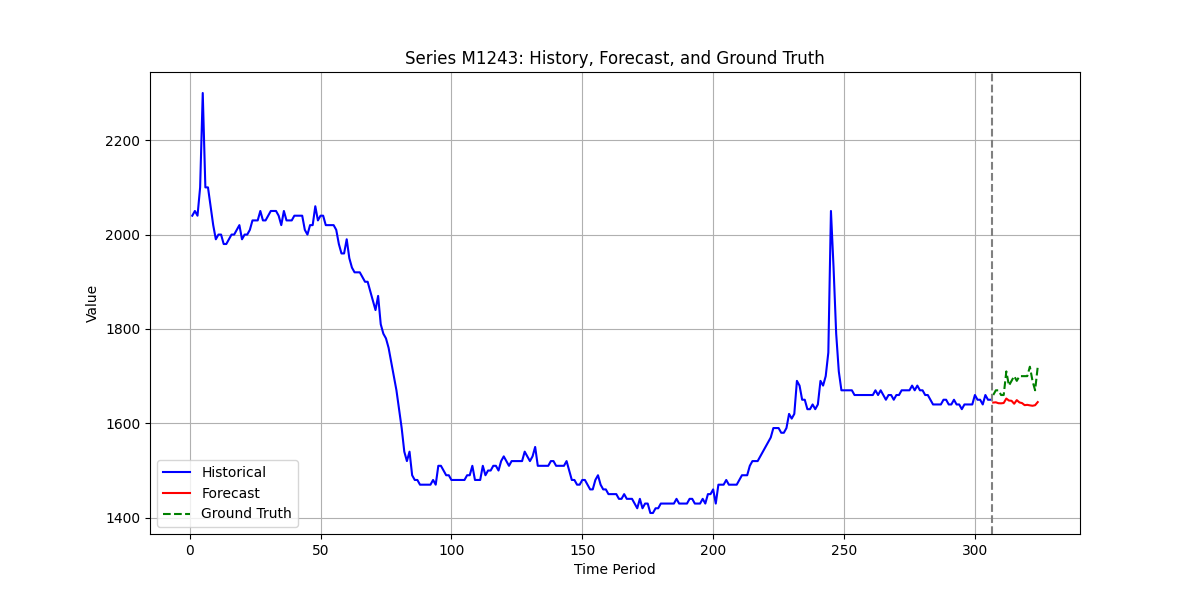 Series M1243: History, Forecast, and Ground Truth
Value
2200
2000
1800
1600
1400
Historical
Forecast
Ground Truth
0 50 100 150 200 250 300
Time Period